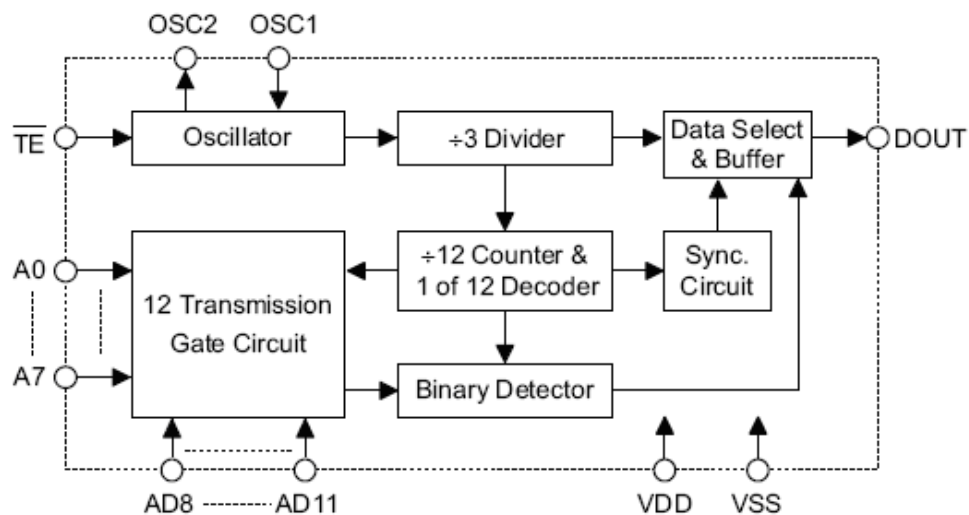 OSC2 OSC1
T̅E̅
Oscillator
÷3 Divider
Data Select
& Buffer
DOUT
A0
A7
12 Transmission
Gate Circuit
÷12 Counter &
1 of 12 Decoder
Sync.
Circuit
Binary Detector
AD8 AD11
VDD VSS